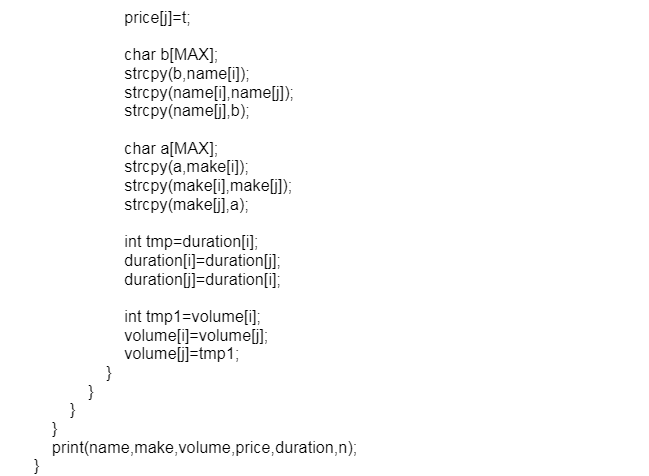 price[j]=t;
char b[MAX];
strcpy(b,name[i]);
strcpy(name[i],name[j]);
strcpy(name[j],b);
char a[MAX];
strcpy(a,make[i]);
strcpy(make[i],make[j]);
strcpy(make[j],a);
int tmp=duration[i];
duration[i]=duration[j];
duration[j]=duration[i];
int tmp1=volume[i];
volume[i]=volume[j];
volume[j]=tmp1;
}
}
}
}
print(name,make,volume,price,duration,n);
}